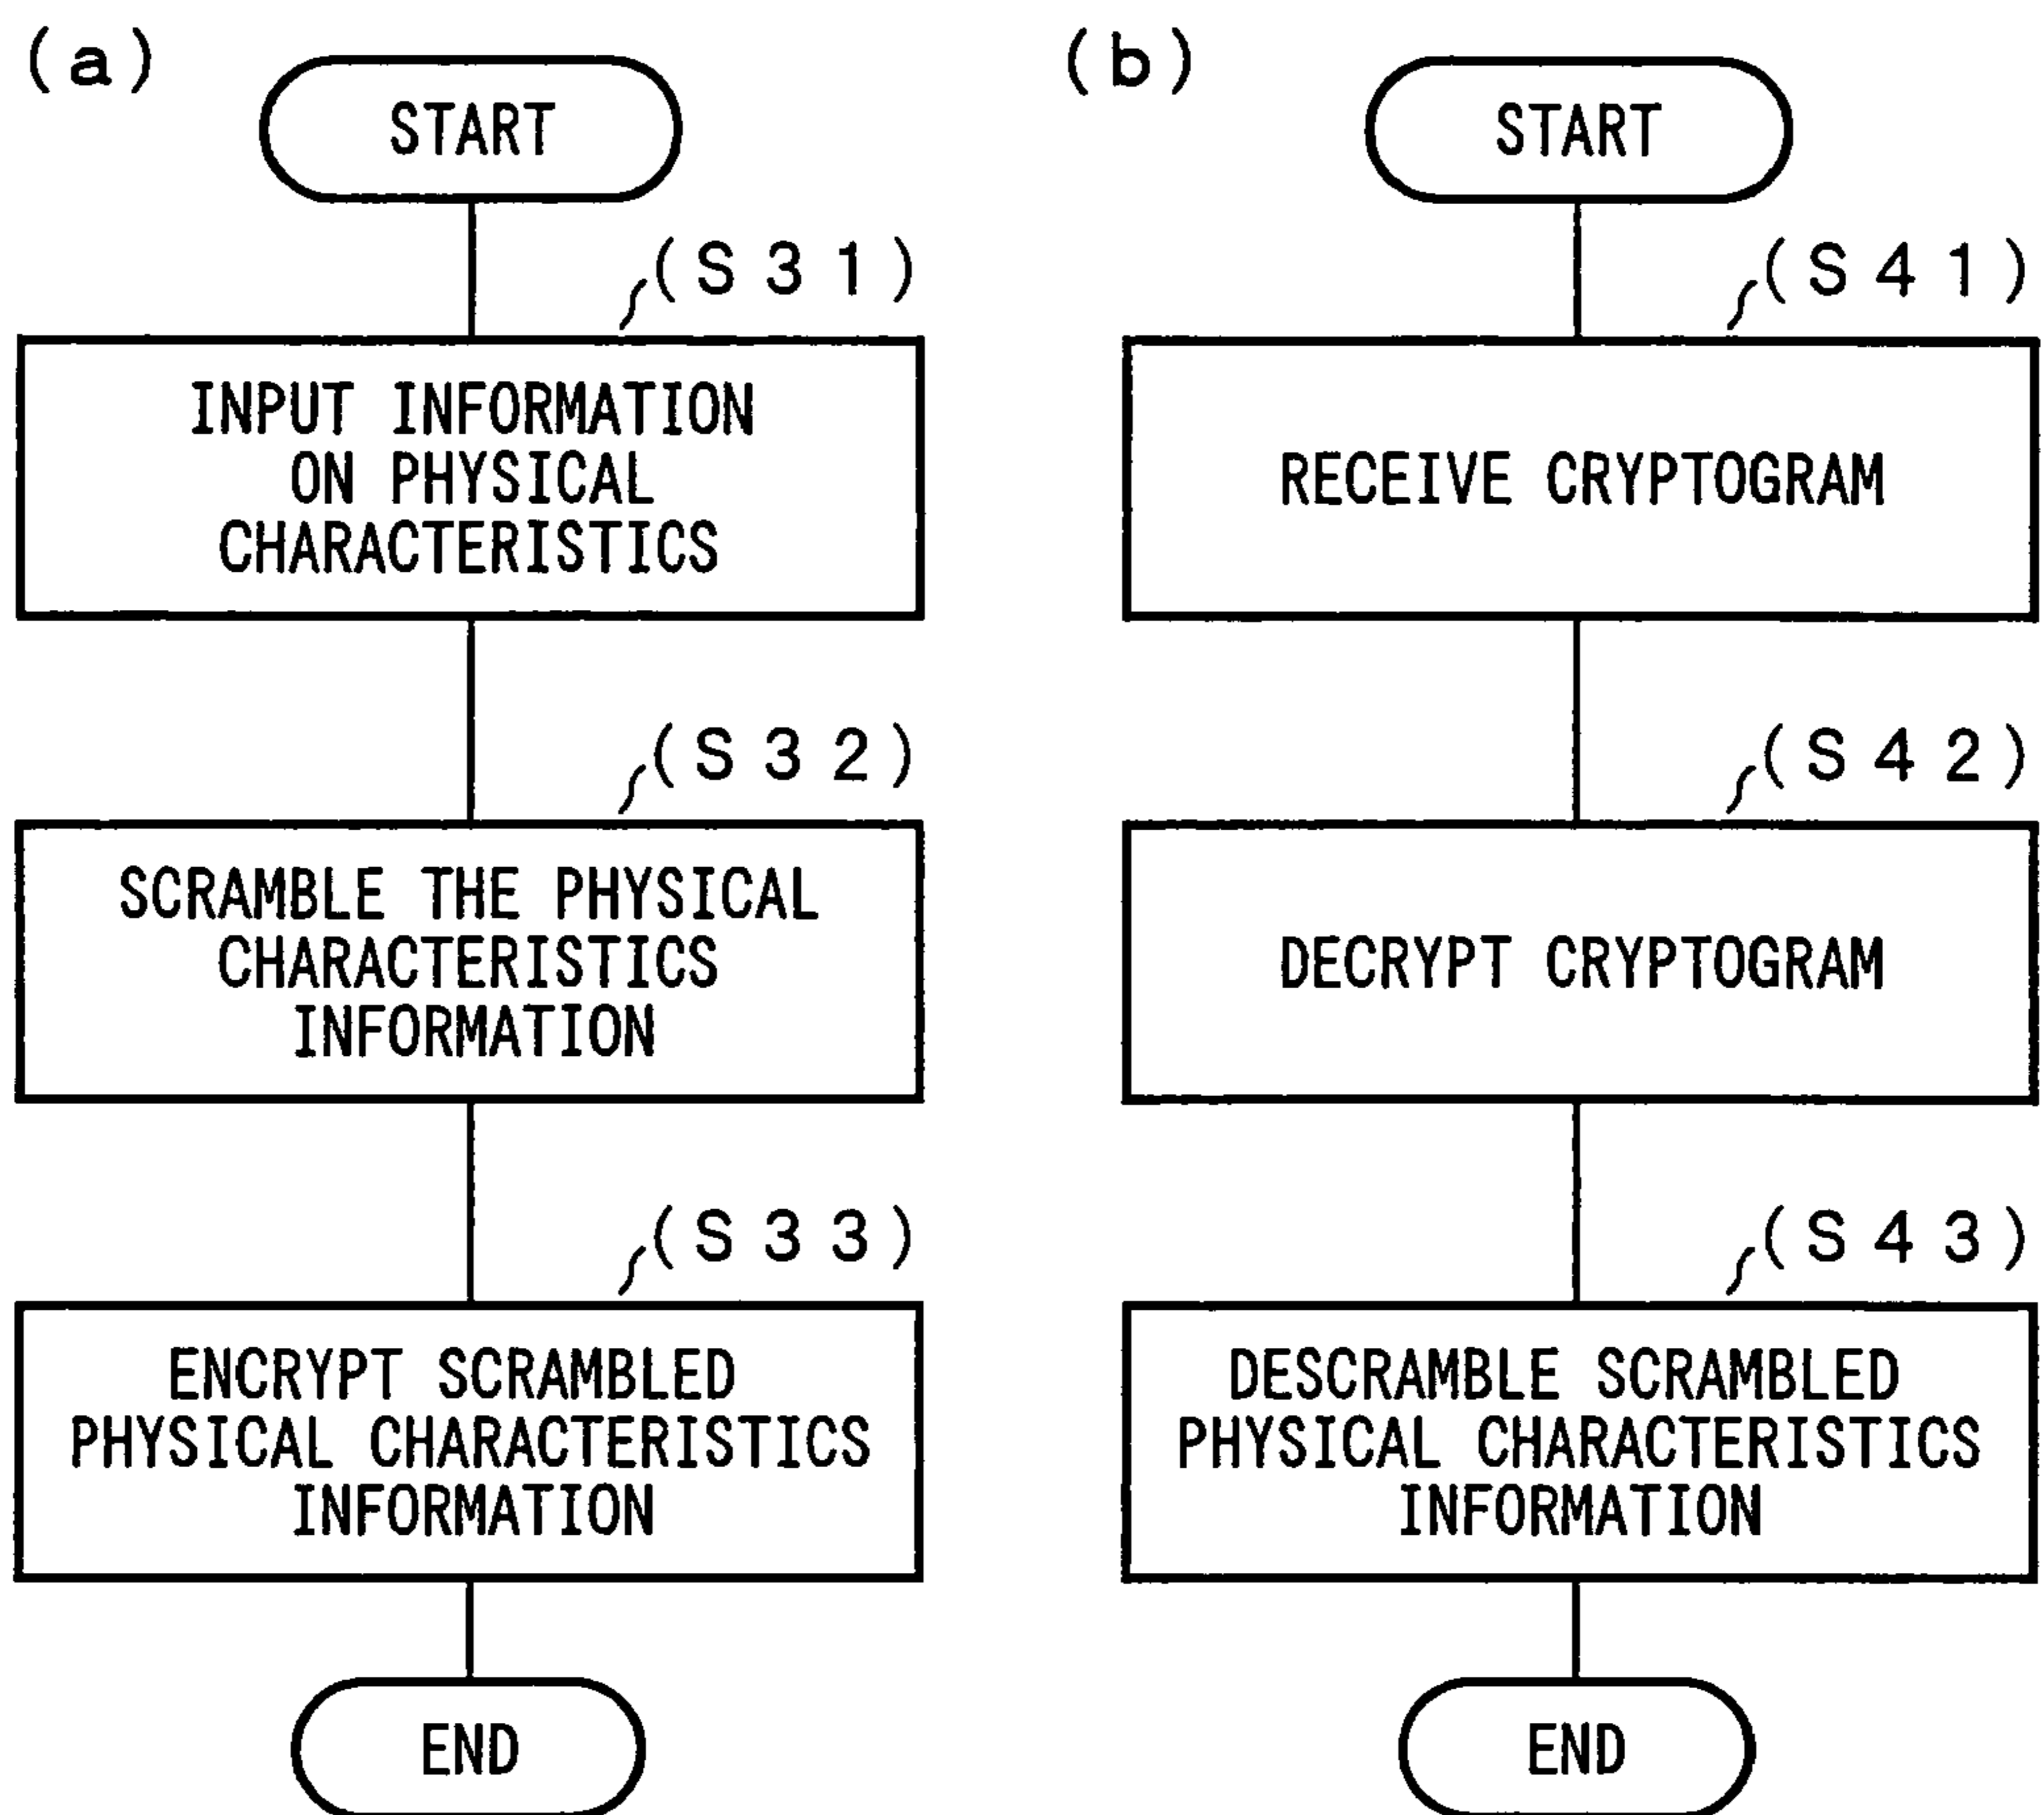 (a)
START
(S31)
INPUT INFORMATION
ON PHYSICAL
CHARACTERISTICS
(S32)
SCRAMBLE THE PHYSICAL
CHARACTERISTICS
INFORMATION
(S33)
ENCRYPT SCRAMBLED
PHYSICAL CHARACTERISTICS
INFORMATION
END
(b)
START
(S41)
RECEIVE CRYPTOGRAM
(S42)
DECRYPT CRYPTOGRAM
(S43)
DESCRAMBLE SCRAMBLED
PHYSICAL CHARACTERISTICS
INFORMATION
END